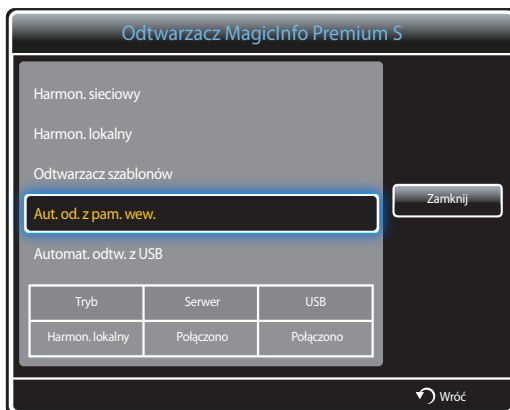 Odtwarzacz MagicInfo Premium S
Harmon. sieciowy
Harmon. lokalny
Odtwarzacz szablonów
Aut. od. z pam. wew.
Zamknij
Automat. odtw. z USB
Tryb Serwer USB
Harmon. lokalny Połączono Połączono
Wróć